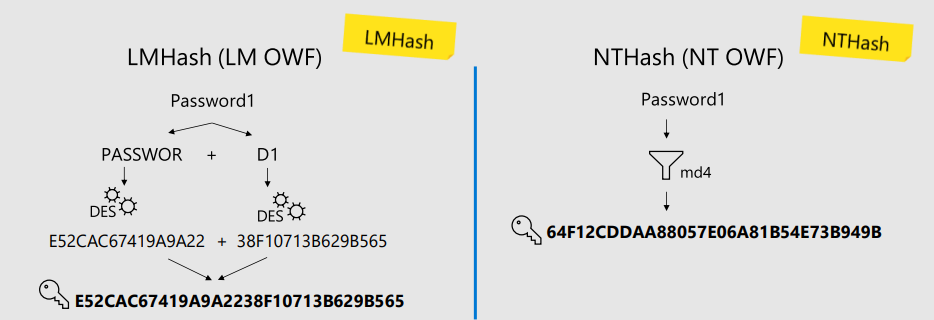 LMHash (LM OWF)
LMHash
Password1
PASSWOR + D1
DES DES
E52CAC67419A9A22 + 38F10713B629B565
E52CAC67419A9A2238F10713B629B565
NTHash (NT OWF)
NTHash
Password1
md4
64F12CDDAA88057E06A81B54E73B949B